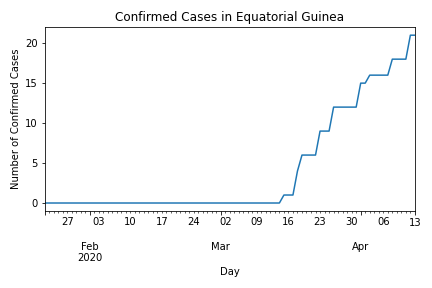 Confirmed Cases in Equatorial Guinea
Number of Confirmed Cases
20
15
10
5
0
27 03 10 17 24 02 09 16 23 30 06 13
Feb Mar Apr
2020
Day